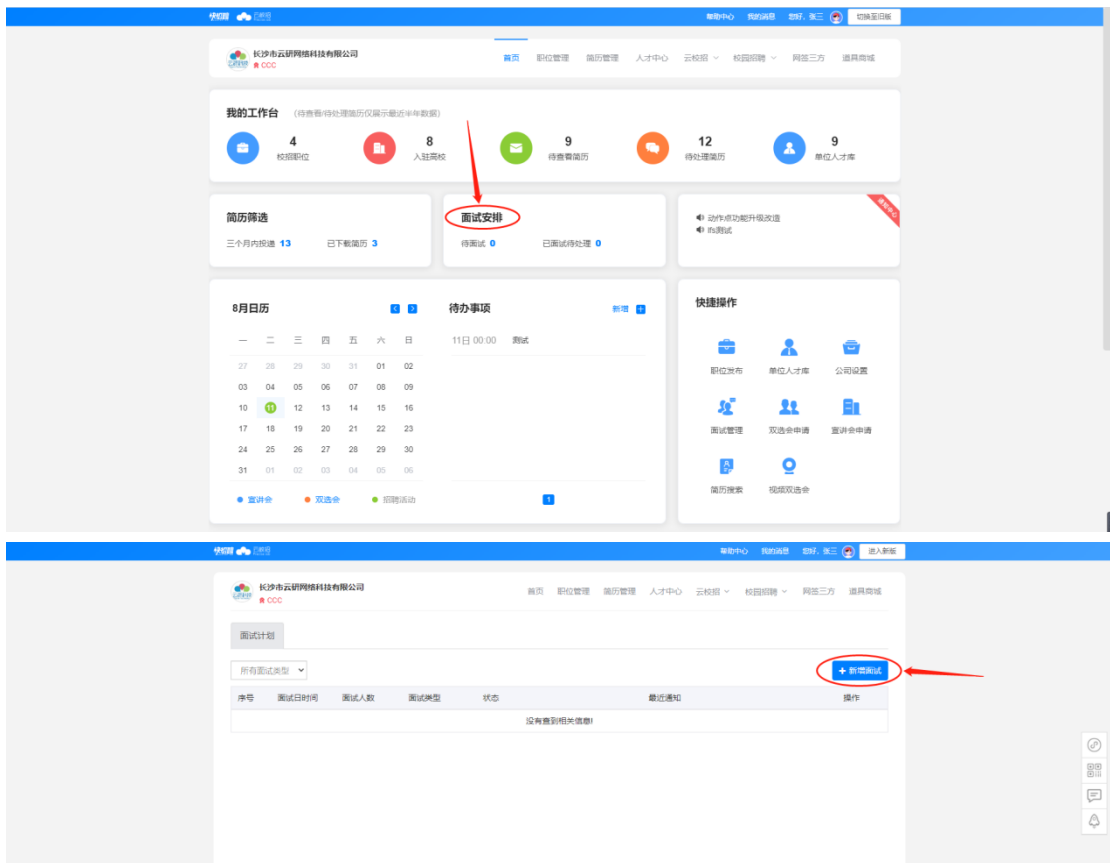 云校招 帮助中心 我的消息 您好, 张三 切换至旧版
长沙市云研网络科技有限公司
CCC
首页 职位管理 简历管理 人才中心 云校招 校园招聘 网签三方 道具商城
我的工作台 (待查看/待处理简历仅展示最近半年数据)
4 8 9 12 9
校招职位 入驻高校 待查看简历 待处理简历 单位人才库
简历筛选 面试安排
三个月内投递 13 已下载简历 3 待面试 0 已面试待处理 0
动作点功能升级改造
ifs测试
通知中心
8月日历 待办事项 新增 快捷操作
一 二 三 四 五 六 日
11日 00:00 测试
27 28 29 30 31 01 02
03 04 05 06 07 08 09
10 11 12 13 14 15 16
17 18 19 20 21 22 23
24 25 26 27 28 29 30
31 01 02 03 04 05 06
宣讲会 双选会 招聘活动
1
职位发布 单位人才库 公司设置
面试管理 双选会申请 宣讲会申请
简历搜索 视频双选会
云校招 帮助中心 我的消息 您好, 张三 进入新版
长沙市云研网络科技有限公司
CCC
首页 职位管理 简历管理 人才中心 云校招 校园招聘 网签三方 道具商城
面试计划
所有面试类型 新增面试
序号 面试日时间 面试人数 面试类型 状态 最近通知 操作
没有查到相关信息!